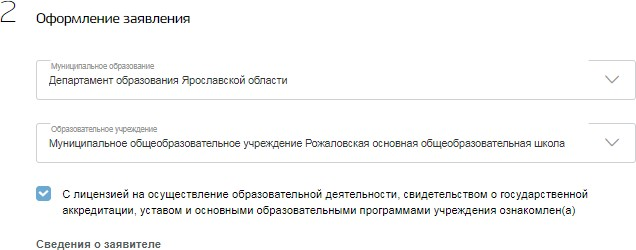 2 Оформление заявления
Муниципальное образование
Департамент образования Ярославской области
Образовательное учреждение
Муниципальное общеобразовательное учреждение Рожаловская основная общеобразовательная школа
С лицензией на осуществление образовательной деятельности, свидетельством о государственной
аккредитации, уставом и основными образовательными программами учреждения ознакомлен(а)
Сведения о заявителе